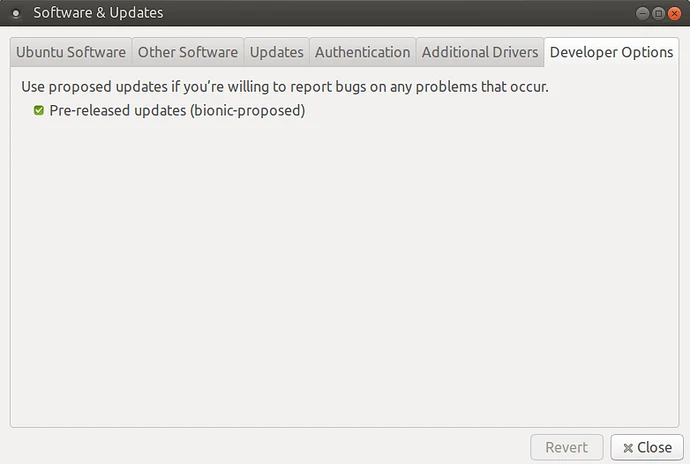 Software & Updates
Ubuntu Software Other Software Updates Authentication Additional Drivers Developer Options
Use proposed updates if you’re willing to report bugs on any problems that occur.
Pre-released updates (bionic-proposed)
Revert Close